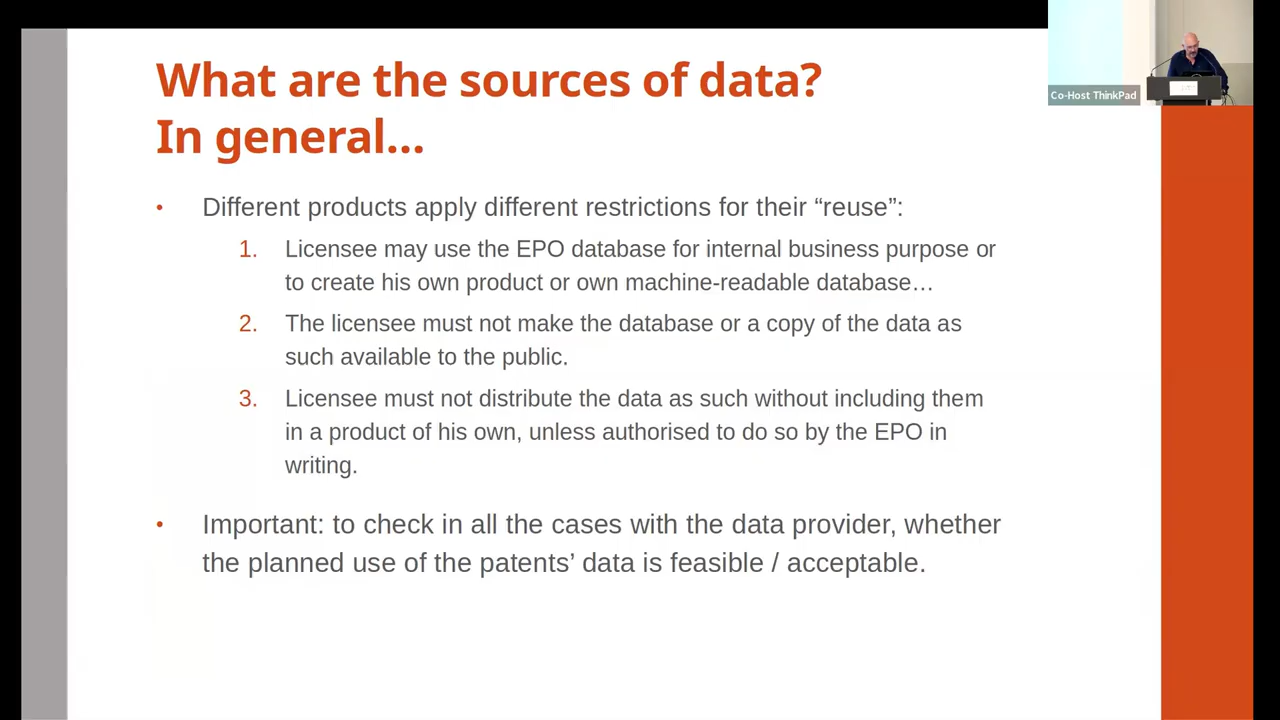 What are the sources of data?
In general...
Co-Host ThinkPad
• Different products apply different restrictions for their “reuse”:
1. Licensee may use the EPO database for internal business purpose or
to create his own product or own machine-readable database…
2. The licensee must not make the database or a copy of the data as
such available to the public.
3. Licensee must not distribute the data as such without including them
in a product of his own, unless authorised to do so by the EPO in
writing.
• Important: to check in all the cases with the data provider, whether
the planned use of the patents’ data is feasible / acceptable.